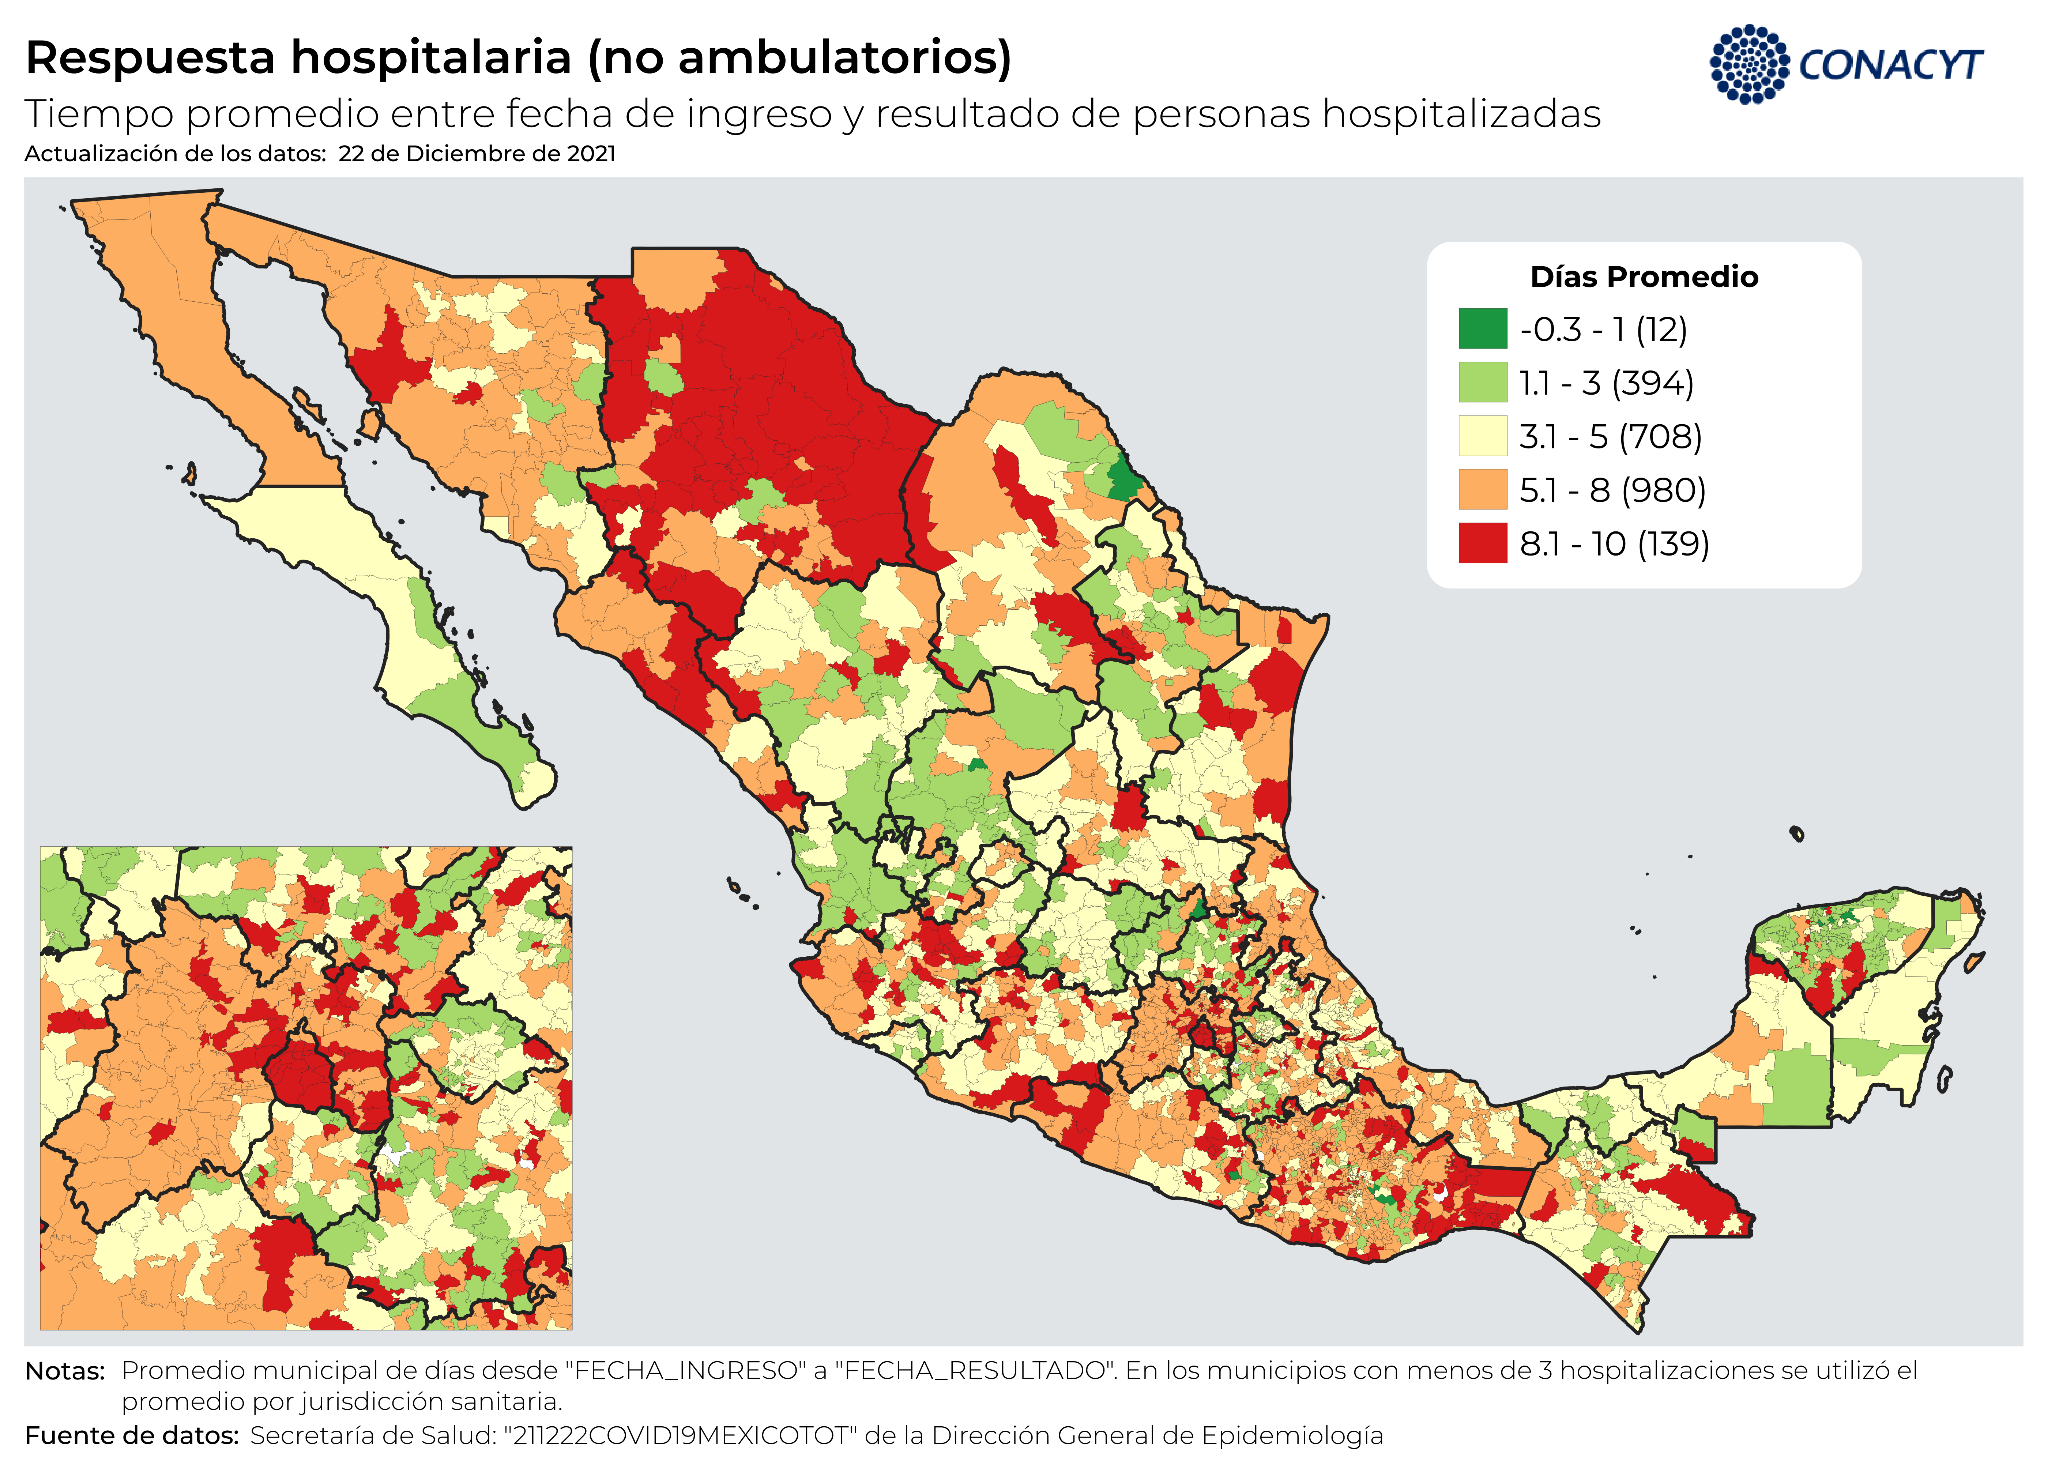 Respuesta hospitalaria (no ambulatorios)
CONACYT
Tiempo promedio entre fecha de ingreso y resultado de personas hospitalizadas
Actualización de los datos: 22 de Diciembre de 2021
Días Promedio
-0.3 - 1 (12)
1.1 - 3 (394)
3.1 - 5 (708)
5.1 - 8 (980)
8.1 - 10 (139)
Notas: Promedio municipal de días desde "FECHA_INGRESO" a "FECHA_RESULTADO". En los municipios con menos de 3 hospitalizaciones se utilizó el
promedio por jurisdicción sanitaria.
Fuente de datos: Secretaría de Salud: "211222COVID19MEXICOTOT" de la Dirección General de Epidemiología